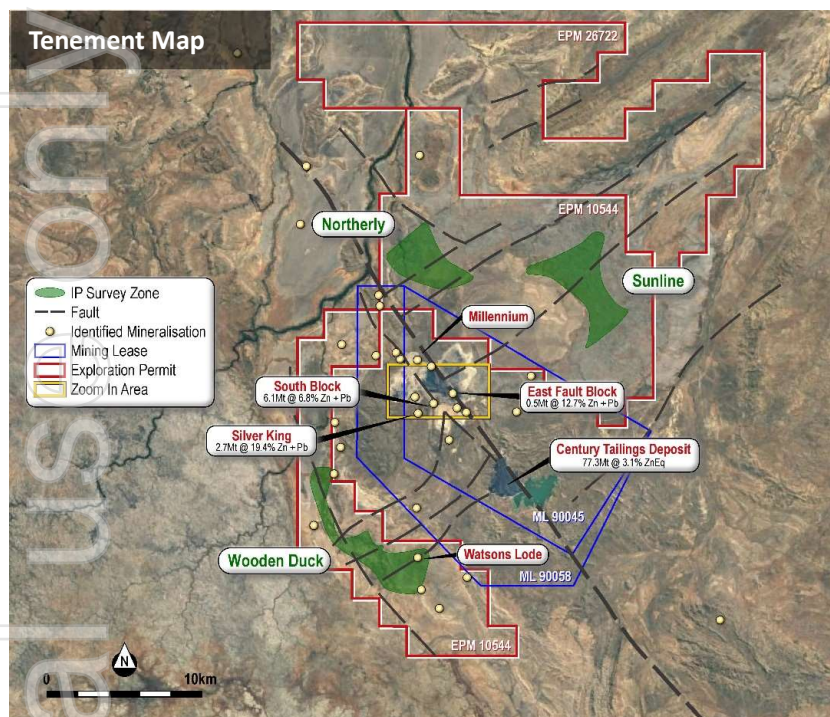 Tenement Map
EPM 26722
EPM 10544
Northerly
Sunline
IP Survey Zone
Fault
Identified Mineralisation
Mining Lease
Exploration Permit
Zoom In Area
Millennium
South Block
6.1Mt @ 6.8% Zn + Pb
East Fault Block
0.5Mt @ 12.7% Zn + Pb
Silver King
2.7Mt @ 19.4% Zn + Pb
Century Tailings Deposit
77.3Mt @ 3.1% ZnEq
ML 90045
Wooden Duck
Watsons Lode
ML 90058
EPM 10544
N
0 10km
al use only